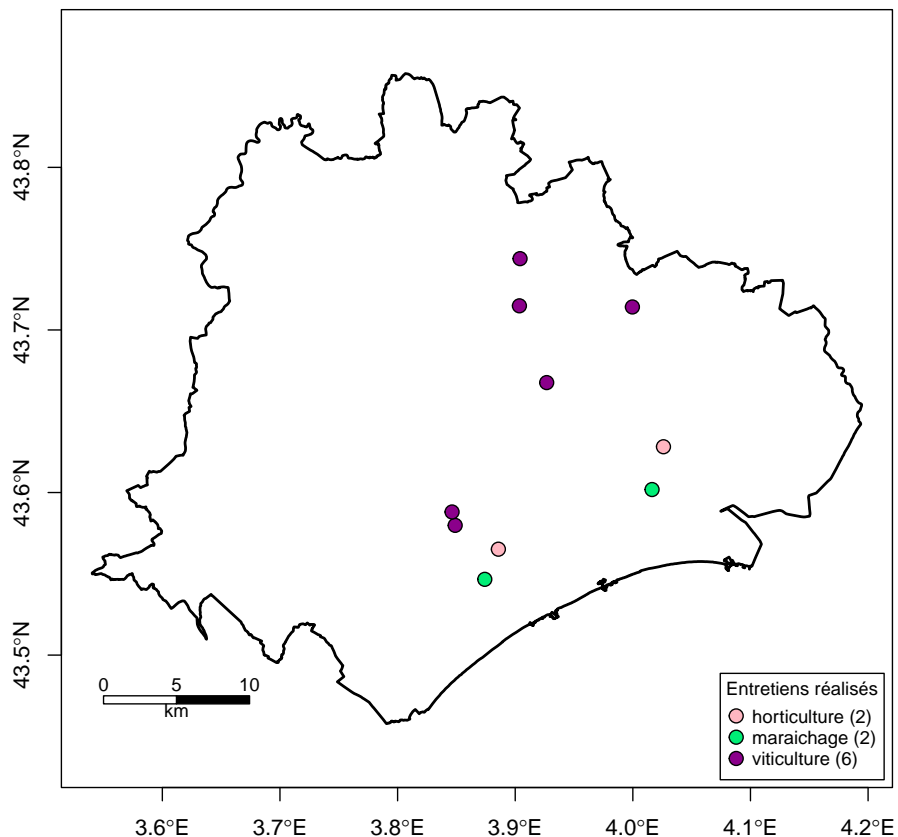 43.8°N
43.7°N
43.6°N
43.5°N
0 5 10
km
Entretiens réalisés
horticulture (2)
maraichage (2)
viticulture (6)
3.6°E 3.7°E 3.8°E 3.9°E 4.0°E 4.1°E 4.2°E